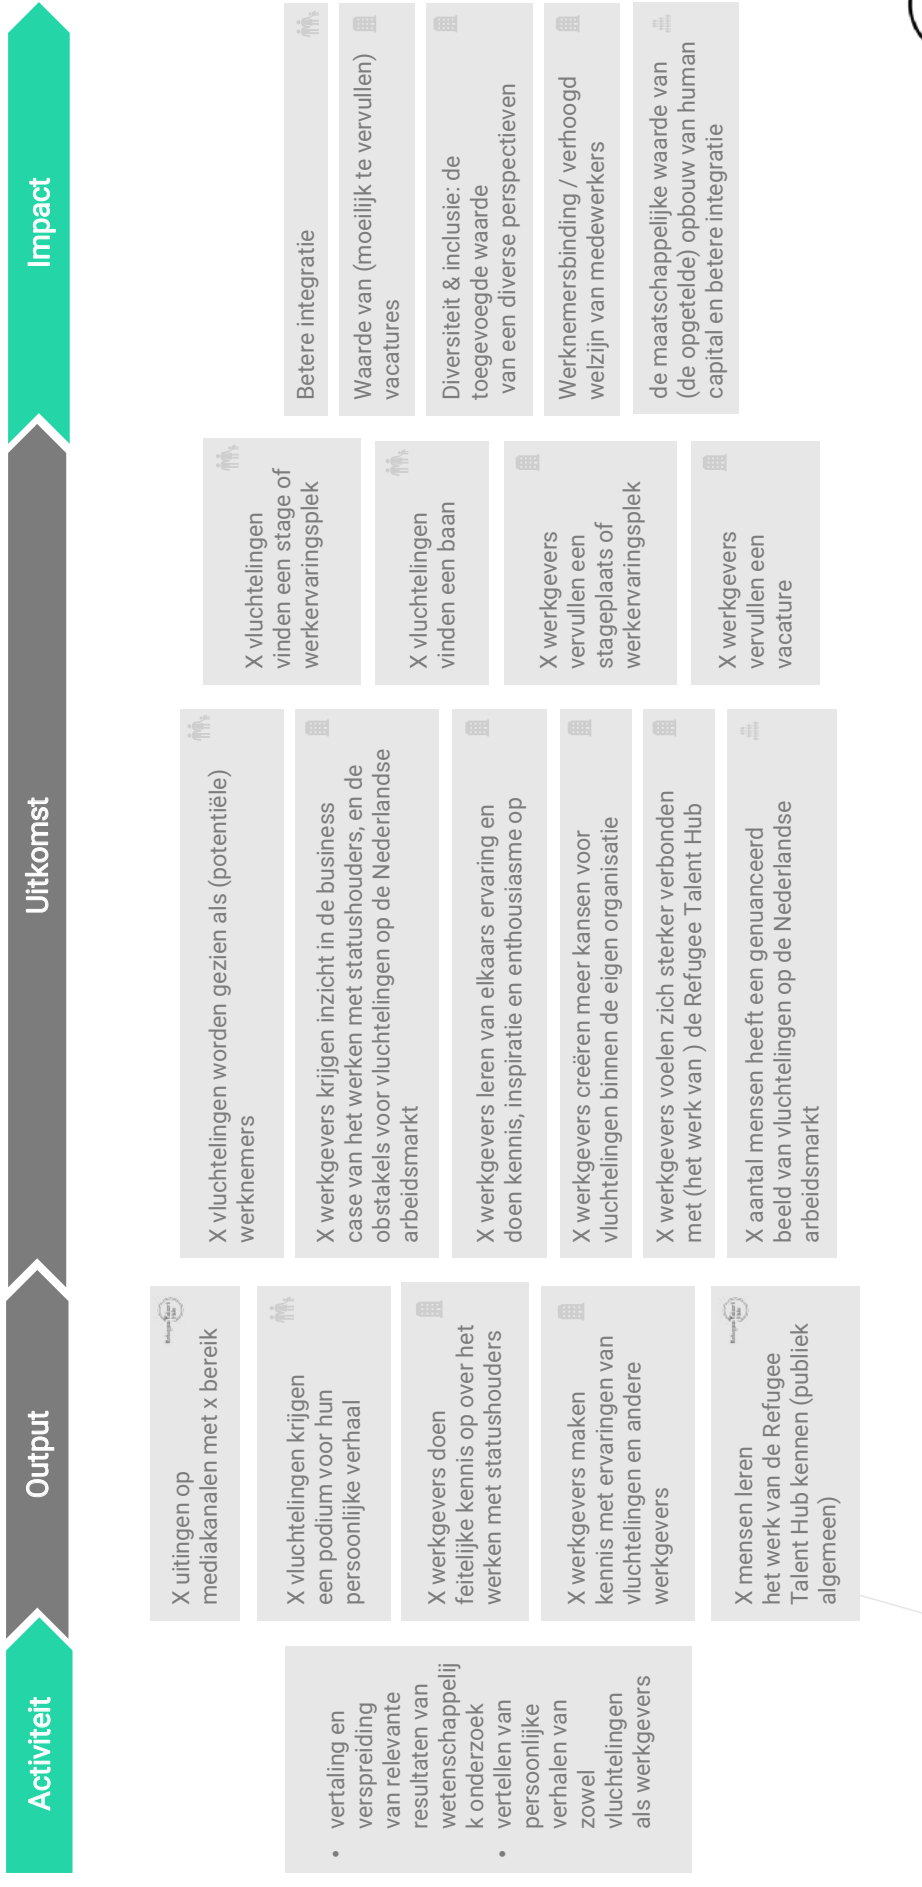 Activiteit
Output
Uitkomst
Impact
• vertaling en
verspreiding
van relevante
resultaten van
wetenschappelij
k onderzoek
• vertellen van
persoonlijke
verhalen van
zowel
vluchtelingen
als werkgevers
X uitingen op
mediakanalen met x bereik
X vluchtelingen krijgen
een podium voor hun
persoonlijke verhaal
X werkgevers doen
feitelijke kennis op over het
werken met statushouders
X werkgevers maken
kennis met ervaringen van
vluchtelingen en andere
werkgevers
X mensen leren
het werk van de Refugee
Talent Hub kennen (publiek
algemeen)
X vluchtelingen worden gezien als (potentiële)
werknemers
X werkgevers krijgen inzicht in de business
case van het werken met statushouders, en de
obstakels voor vluchtelingen op de Nederlandse
arbeidsmarkt
X werkgevers leren van elkaars ervaring en
doen kennis, inspiratie en enthousiasme op
X werkgevers creëren meer kansen voor
vluchtelingen binnen de eigen organisatie
X werkgevers voelen zich sterker verbonden
met (het werk van ) de Refugee Talent Hub
X aantal mensen heeft een genuanceerd
beeld van vluchtelingen op de Nederlandse
arbeidsmarkt
X vluchtelingen
vinden een stage of
werkervaringsplek
X vluchtelingen
vinden een baan
X werkgevers
vervullen een
stageplaats of
werkervaringsplek
X werkgevers
vervullen een
vacature
Betere integratie
Waarde van (moeilijk te vervullen)
vacatures
Diversiteit & inclusie: de
toegevoegde waarde
van een diverse perspectieven
Werknemersbinding / verhoogd
welzijn van medewerkers
de maatschappelijke waarde van
(de opgetelde) opbouw van human
capital en betere integratie